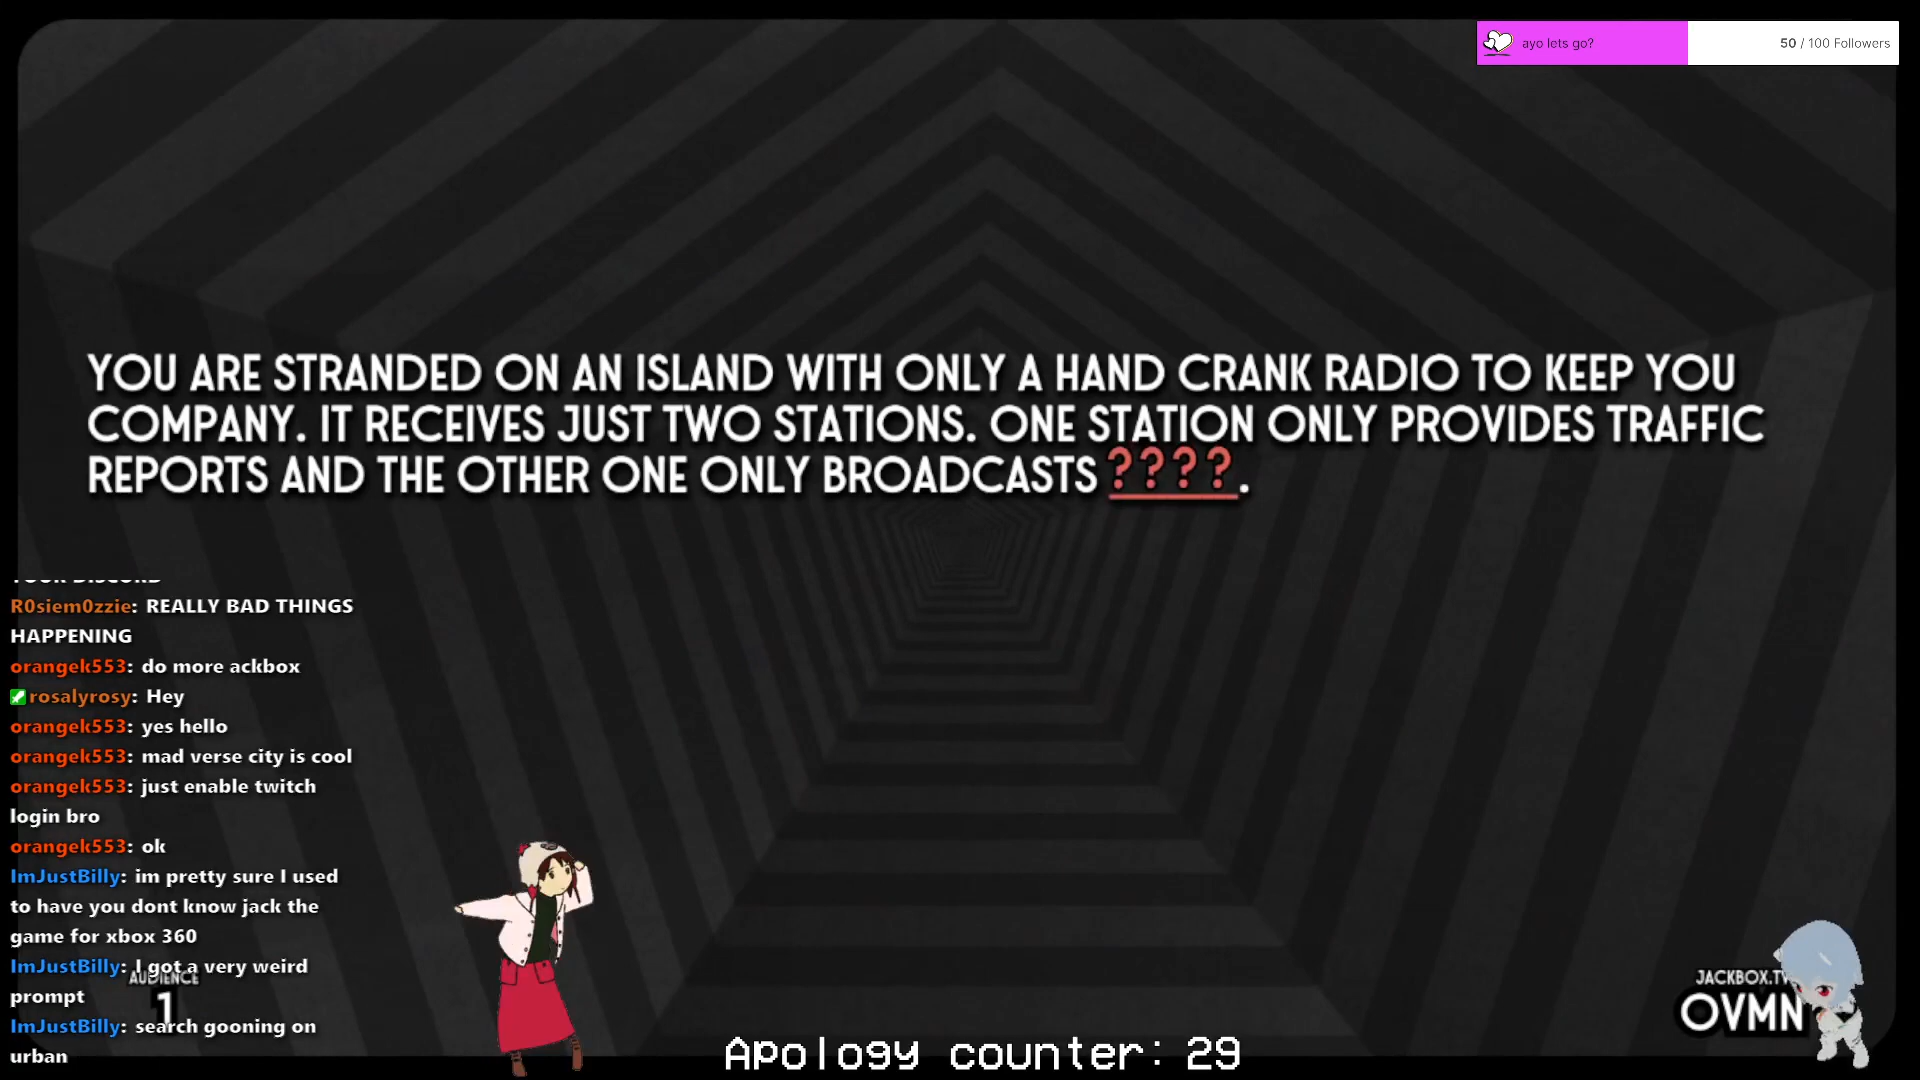 ayo lets go?
50 / 100 Followers
YOU ARE STRANDED ON AN ISLAND WITH ONLY A HAND CRANK RADIO TO KEEP YOU
COMPANY. IT RECEIVES JUST TWO STATIONS. ONE STATION ONLY PROVIDES TRAFFIC
REPORTS AND THE OTHER ONE ONLY BROADCASTS ????.
YOUR DISCORD
R0siem0zzie: REALLY BAD THINGS
HAPPENING
orangek553: do more ackbox
rosalyrosy: Hey
orangek553: yes hello
orangek553: mad verse city is cool
orangek553: just enable twitch
login bro
orangek553: ok
ImJustBilly: im pretty sure I used
to have you dont know jack the
game for xbox 360
ImJustBilly: I got a very weird
prompt
ImJustBilly: search gooning on
urban
AUDIENCE
1
JACKBOX.TV
OVMN
Apology counter: 29